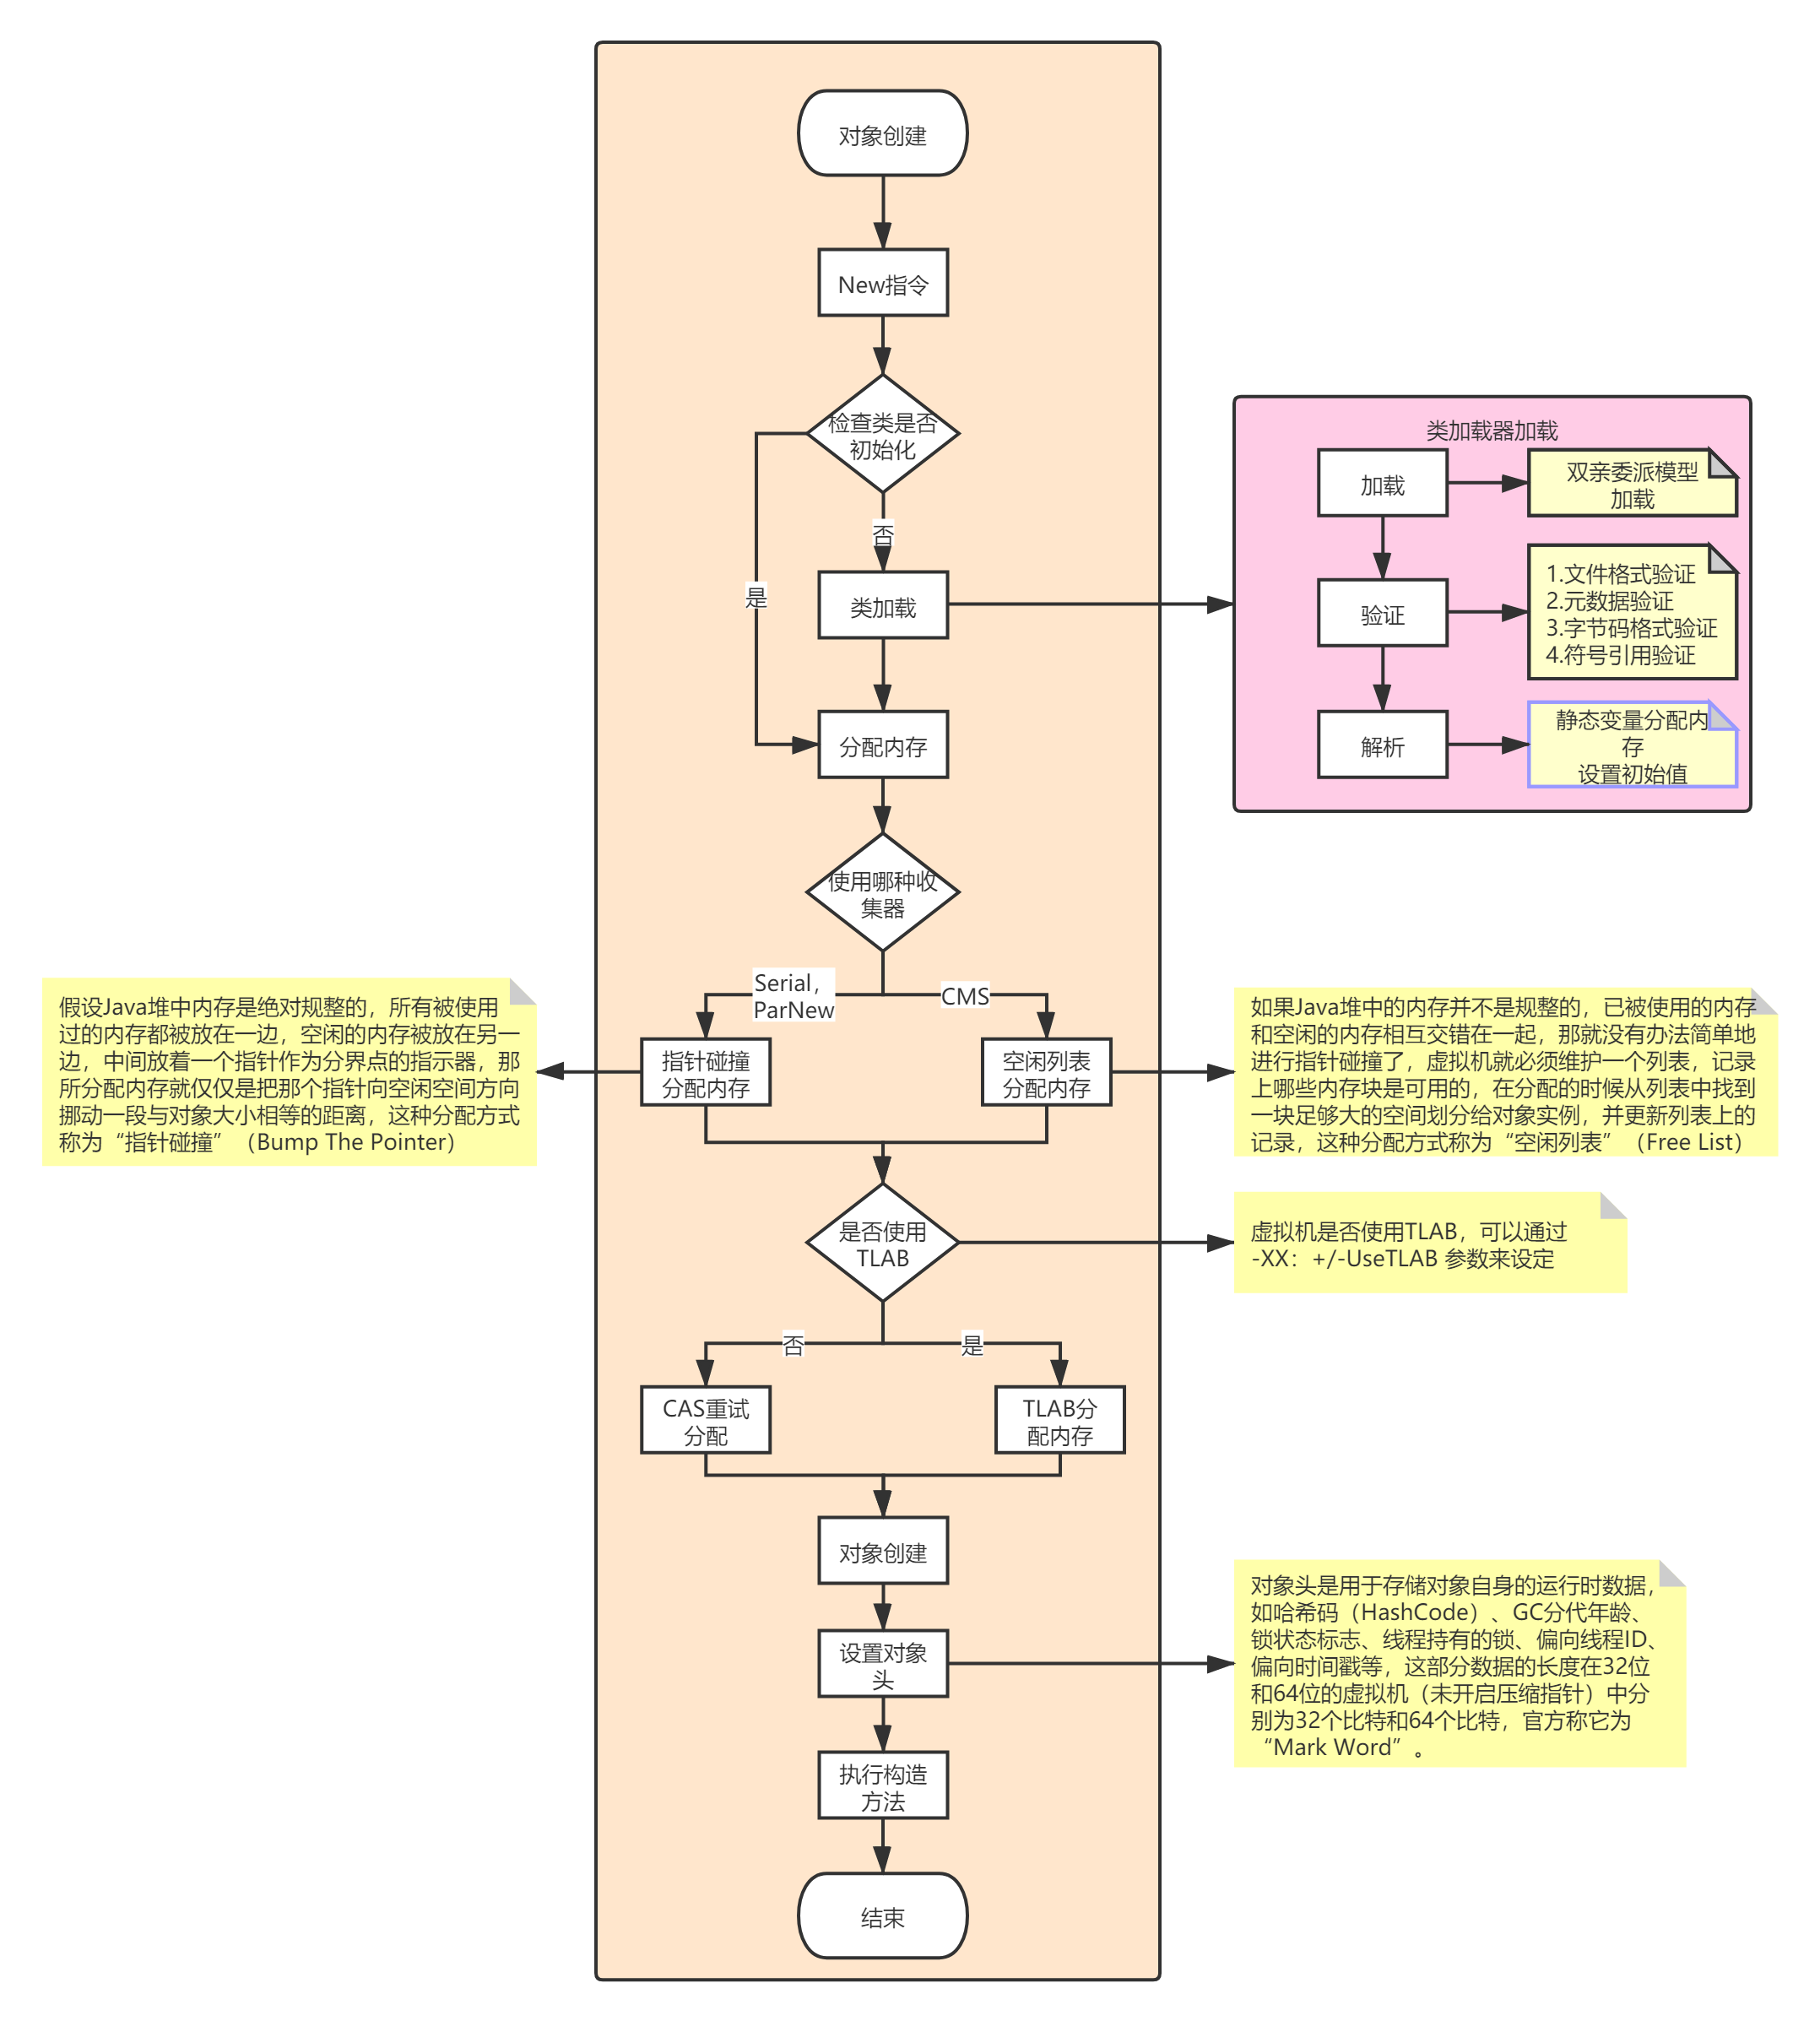 对象创建
New指令
检查类是否
初始化
否
是
类加载
类加载器加载
加载
双亲委派模型
加载
验证
1.文件格式验证
2.元数据验证
3.字节码格式验证
4.符号引用验证
解析
静态变量分配内
存
设置初始值
分配内存
使用哪种收
集器
Serial，
ParNew
CMS
假设Java堆中内存是绝对规整的，所有被使用
过的内存都被放在一边，空闲的内存被放在另一
边，中间放着一个指针作为分界点的指示器，那
所分配内存就仅仅是把那个指针向空闲空间方向
挪动一段与对象大小相等的距离，这种分配方式
称为“指针碰撞”（Bump The Pointer）
指针碰撞
分配内存
空闲列表
分配内存
如果Java堆中的内存并不是规整的，已被使用的内存
和空闲的内存相互交错在一起，那就没有办法简单地
进行指针碰撞了，虚拟机就必须维护一个列表，记录
上哪些内存块是可用的，在分配的时候从列表中找到
一块足够大的空间划分给对象实例，并更新列表上的
记录，这种分配方式称为“空闲列表”（Free List）
是否使用
TLAB
虚拟机是否使用TLAB，可以通过
-XX：+/-UseTLAB 参数来设定
否
是
CAS重试
分配
TLAB分
配内存
对象创建
设置对象
头
对象头是用于存储对象自身的运行时数据，
如哈希码（HashCode）、GC分代年龄、
锁状态标志、线程持有的锁、偏向线程ID、
偏向时间戳等，这部分数据的长度在32位
和64位的虚拟机（未开启压缩指针）中分
别为32个比特和64个比特，官方称它为
“Mark Word”。
执行构造
方法
结束